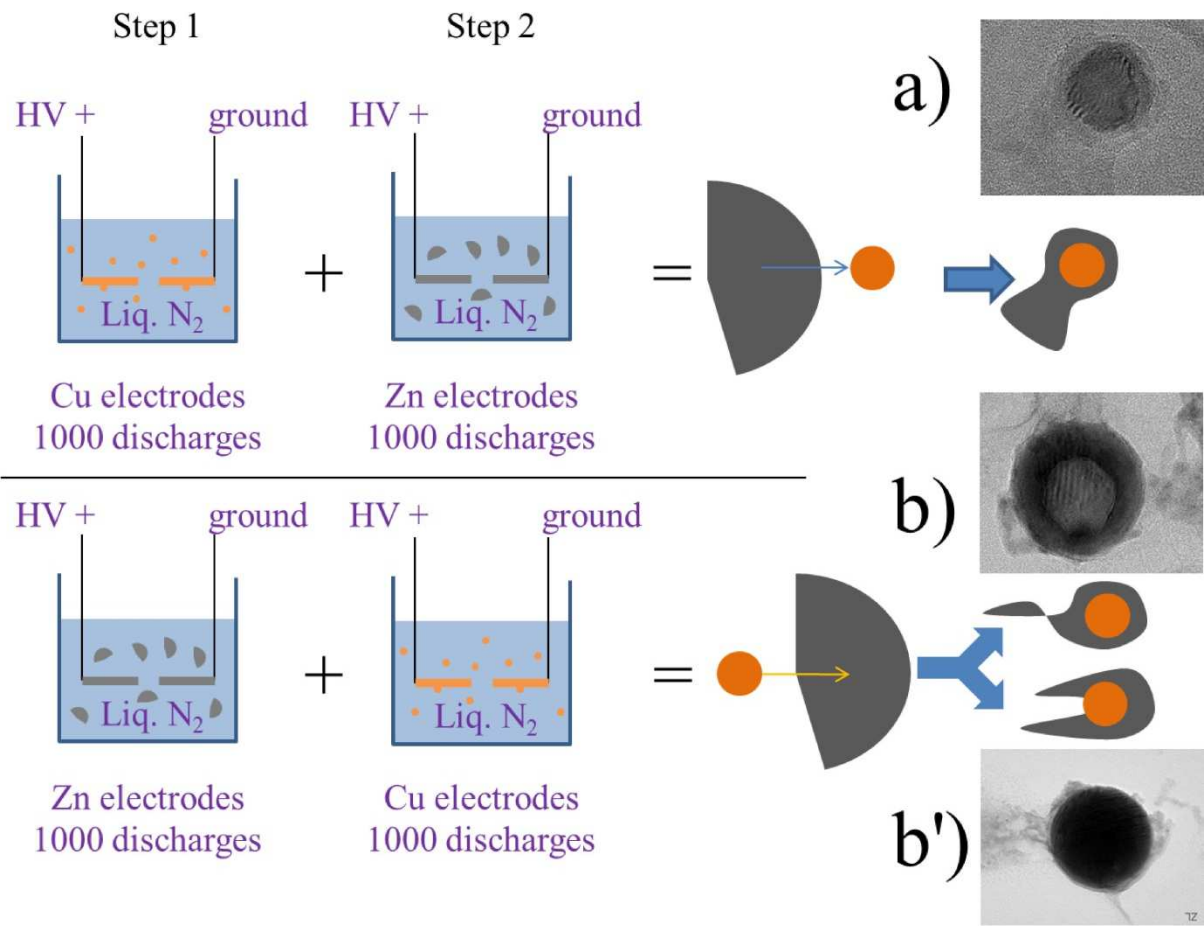 Step 1
Step 2
a)
HV +
ground
HV +
ground
+
=
Liq. N₂
Liq. N₂
Cu electrodes
1000 discharges
Zn electrodes
1000 discharges
b)
HV +
ground
HV +
ground
+
=
Liq. N₂
Liq. N₂
Zn electrodes
1000 discharges
Cu electrodes
1000 discharges
b')